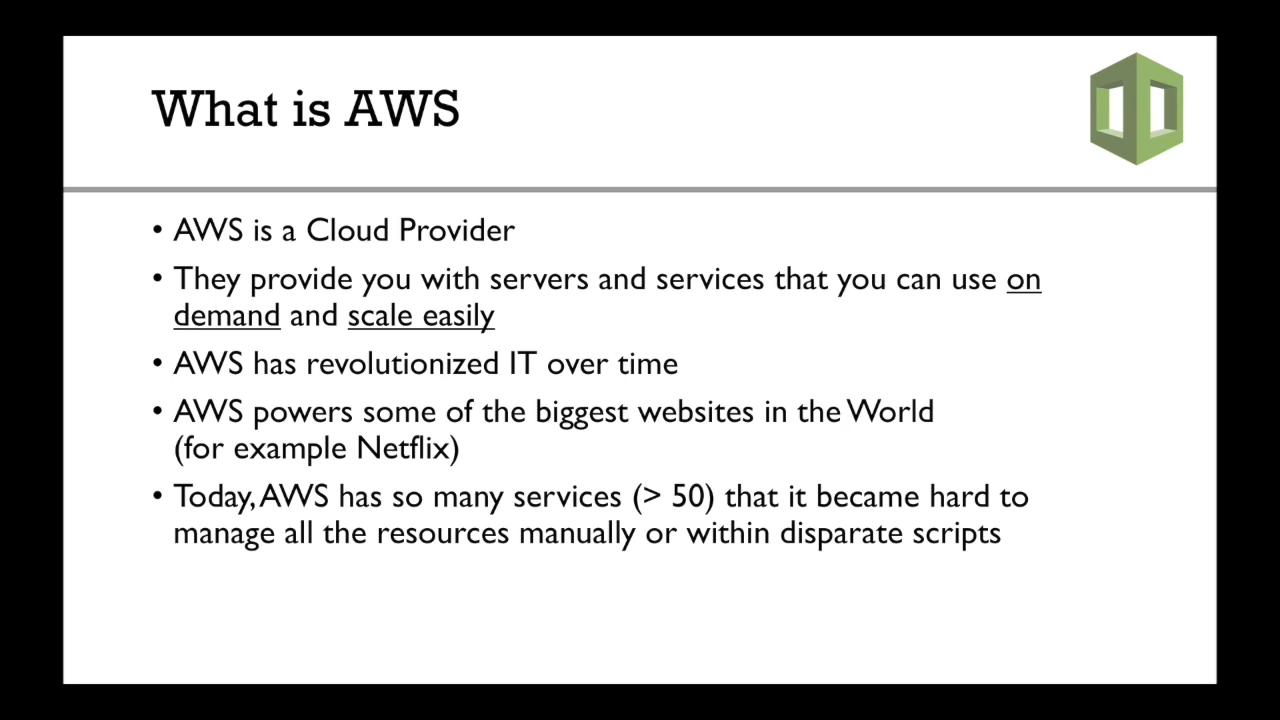 What is AWS
• AWS is a Cloud Provider
• They provide you with servers and services that you can use on
demand and scale easily
• AWS has revolutionized IT over time
• AWS powers some of the biggest websites in the World
(for example Netflix)
• Today, AWS has so many services (> 50) that it became hard to
manage all the resources manually or within disparate scripts